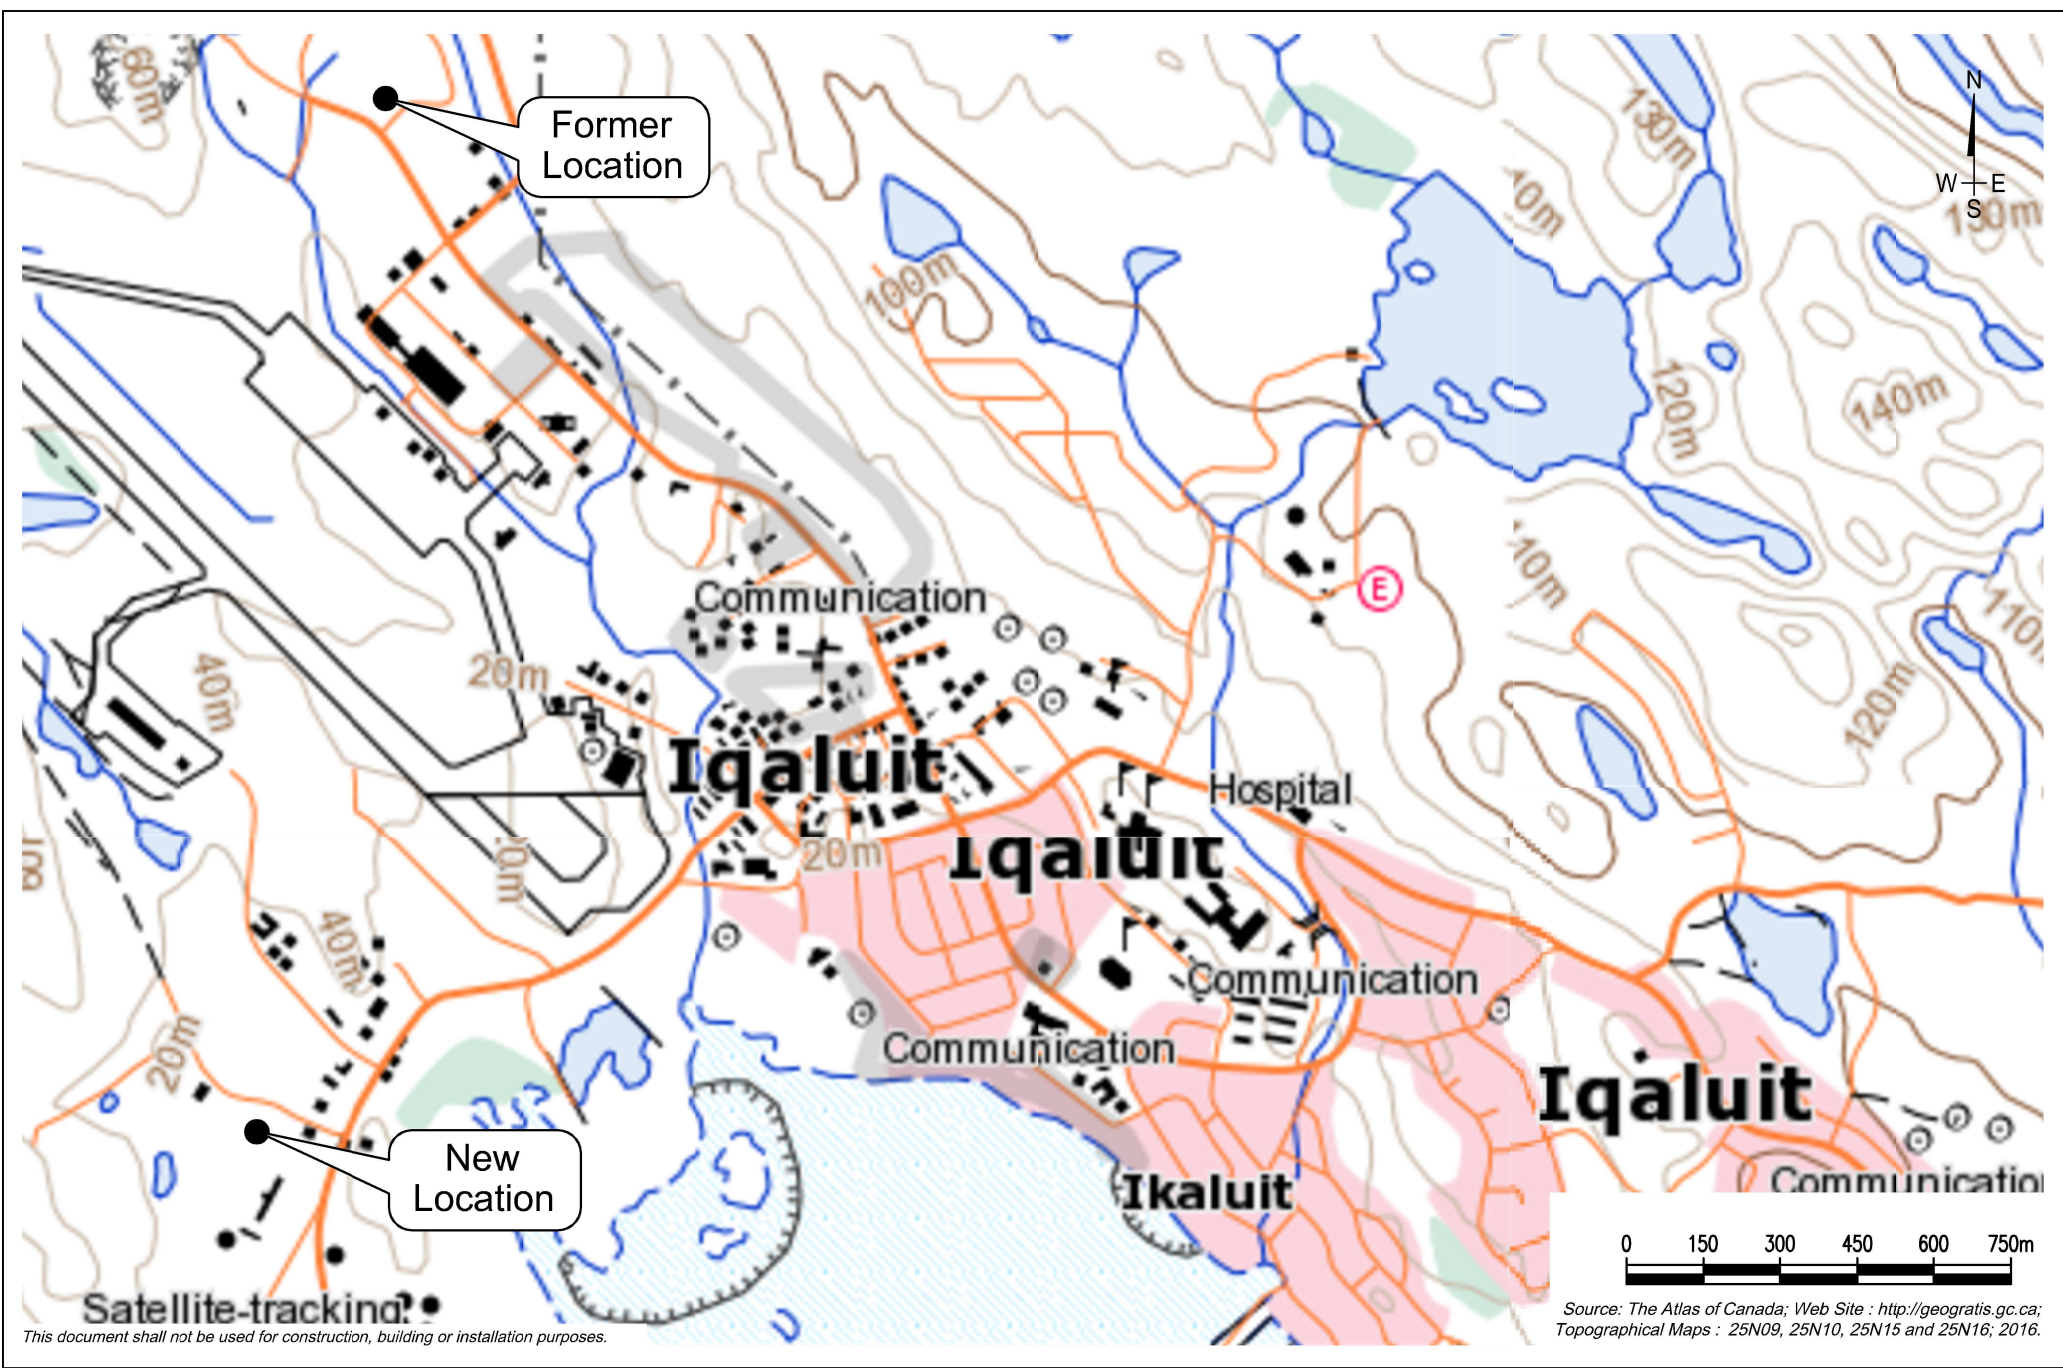 60m
Former
Location
N
W E
S
130m
130m
100m
120m
140m
E
Communication
110m
40m
20m
120m
Iqaluit
Hospital
20m
Iqaluit
40m
Communication
Communication
20m
Iqaluit
New
Location
Ikaluit
Satellite-tracking
0 150 300 450 600 750m
Source: The Atlas of Canada; Web Site : http://geogratis.gc.ca;
Topographical Maps : 25N09, 25N10, 25N15 and 25N16; 2016.
This document shall not be used for construction, building or installation purposes.